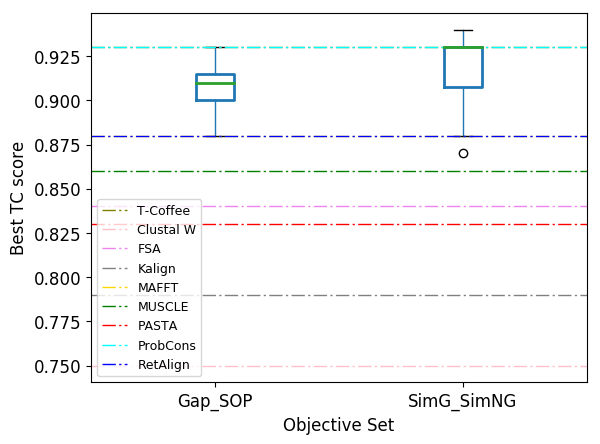 Best TC score
0.925
0.900
0.875
0.850
0.825
0.800
0.775
0.750
T-Coffee
Clustal W
FSA
Kalign
MAFFT
MUSCLE
PASTA
ProbCons
RetAlign
Gap_SOP
SimG_SimNG
Objective Set